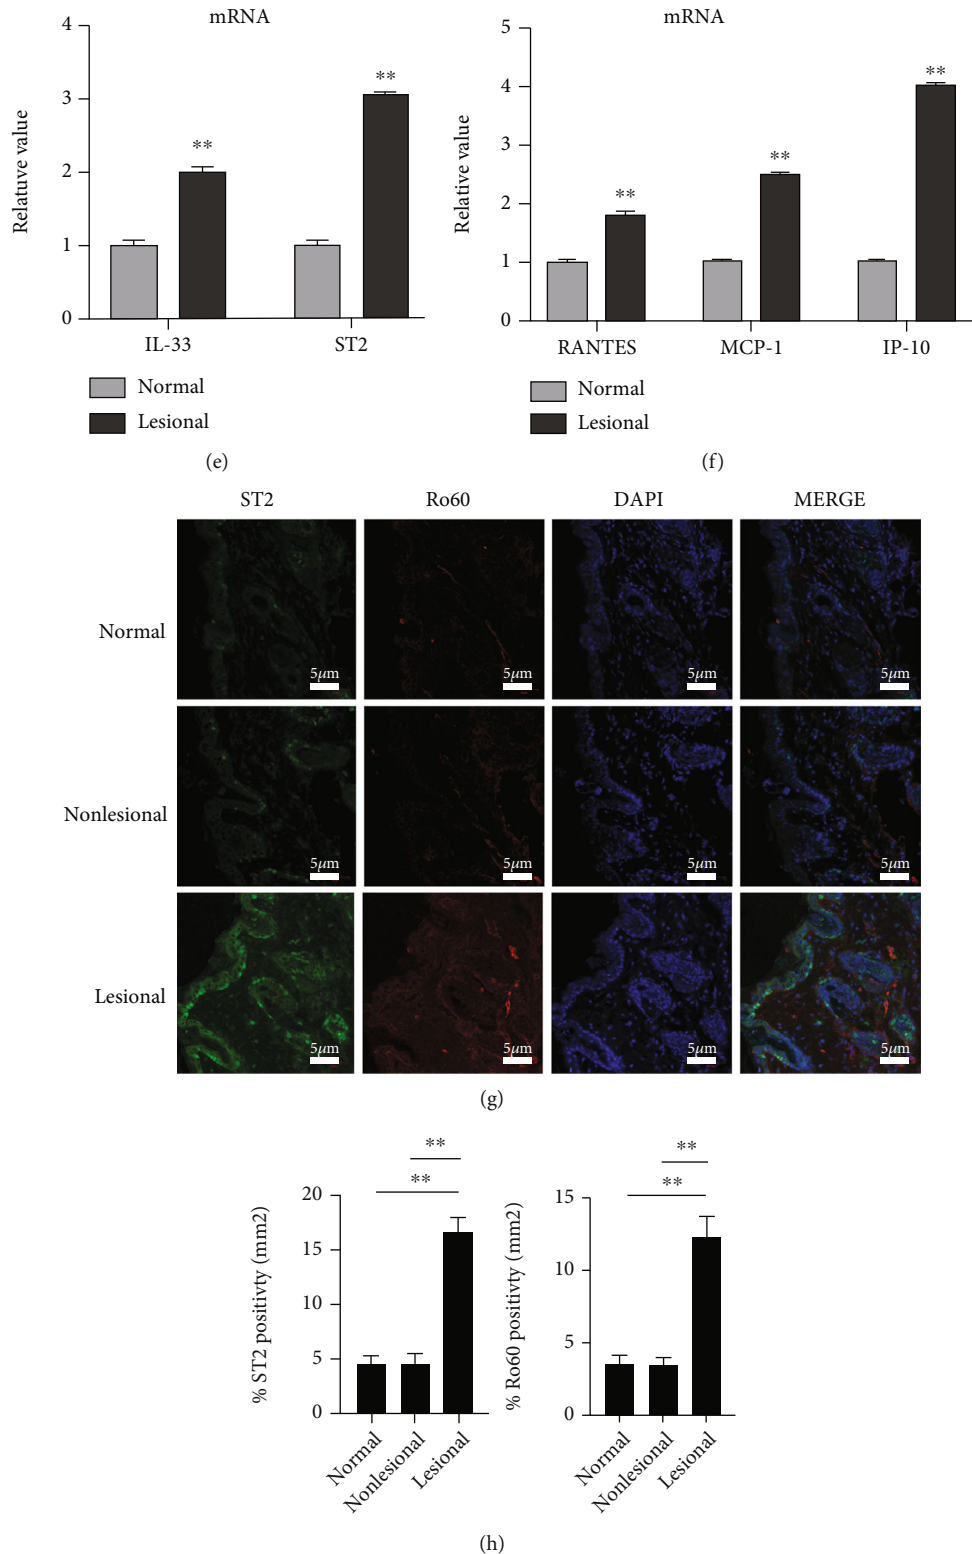 mRNA
Relatuve value
4
3
2
1
0
**
**
IL-33
ST2
Normal
Lesional
(e)
mRNA
Relative value
5
4
3
2
1
0
**
**
**
RANTES
MCP-1
IP-10
Normal
Lesional
(f)
ST2
Ro60
DAPI
MERGE
Normal
5μm
5μm
5μm
5μm
Nonlesional
5μm
5μm
5μm
5μm
Lesional
5μm
5μm
5μm
5μm
(g)
**
**
% ST2 positivty (mm2)
20
15
10
5
0
Normal
Nonlesional
Lesional
**
**
% Ro60 positivty (mm2)
15
10
5
0
Normal
Nonlesional
Lesional
(h)